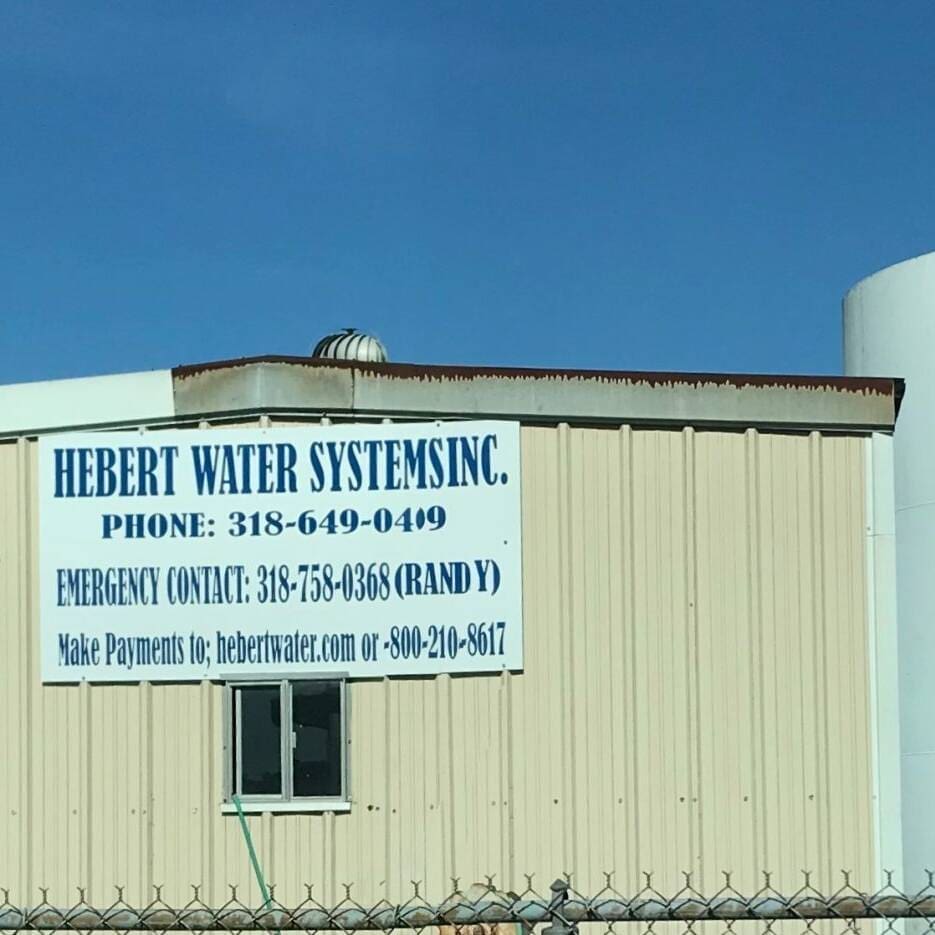 HEBERT WATER SYSTEMSINC.
PHONE: 318-649-0409
EMERGENCY CONTACT: 318-758-0368 (RANDY)
Make Payments to; hebertwater.com or -800-210-8617